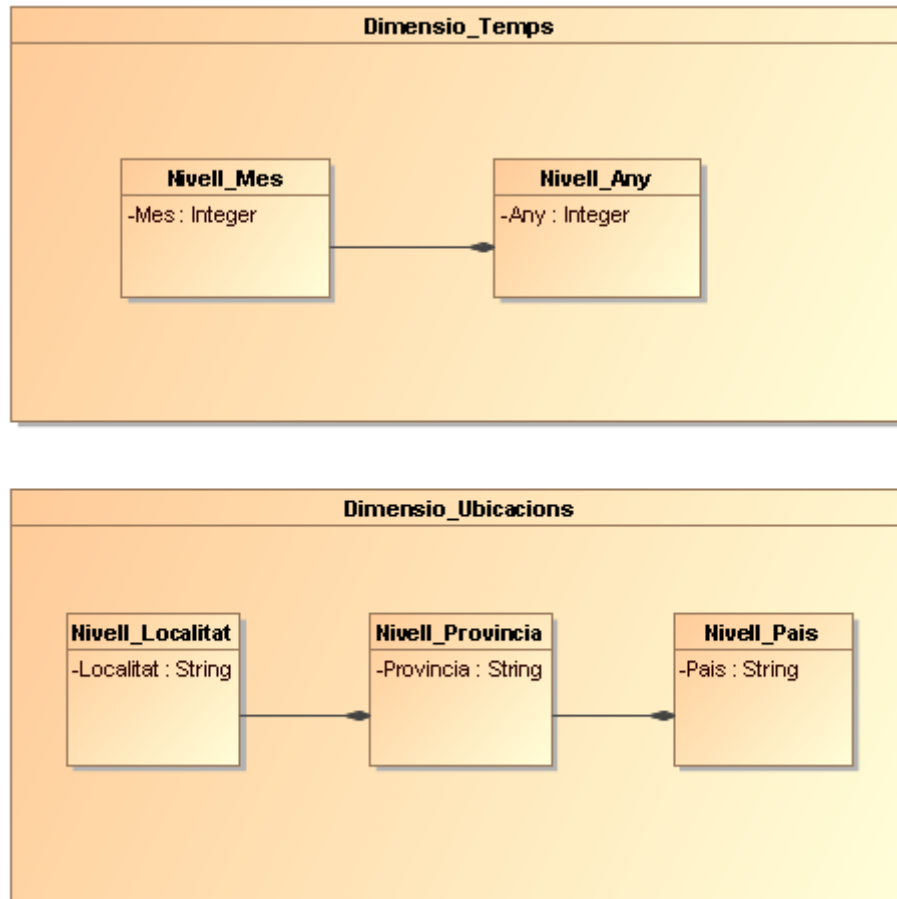 Dimensio_Temps
Nivell_Mes
-Mes : Integer
Nivell_Any
-Any : Integer
Dimensio_Ubicacions
Nivell_Localitat
-Localitat : String
Nivell_Provincia
-Provincia : String
Nivell_Pais
-Pais : String